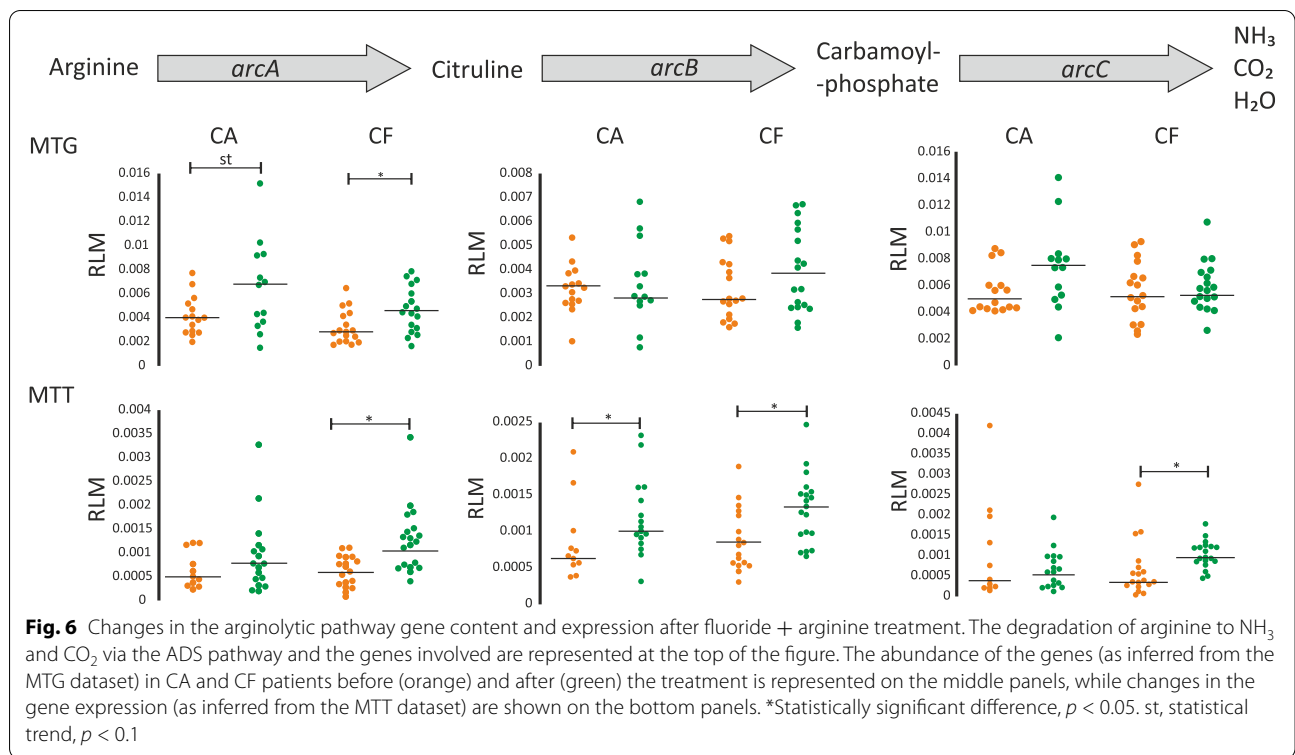 NH₃
Arginine arcA Citruline arcB Carbamoyl-
-phosphate arcC CO₂
H₂O
MTG
CA CF CA CF CA CF
st
*
RLM
0.016
0.014
0.012
0.01
0.008
0.006
0.004
0.002
0
RLM
0.008
0.007
0.006
0.005
0.004
0.003
0.002
0.001
0
RLM
0.016
0.014
0.012
0.01
0.008
0.006
0.004
0.002
0
MTT
*
RLM
0.004
0.0035
0.003
0.0025
0.002
0.0015
0.001
0.0005
0
* *
RLM
0.0025
0.002
0.0015
0.001
0.0005
0
*
RLM
0.0045
0.004
0.0035
0.003
0.0025
0.002
0.0015
0.001
0.0005
0
Fig. 6 Changes in the arginolytic pathway gene content and expression after fluoride + arginine treatment. The degradation of arginine to NH₃
and CO₂ via the ADS pathway and the genes involved are represented at the top of the figure. The abundance of the genes (as inferred from the
MTG dataset) in CA and CF patients before (orange) and after (green) the treatment is represented on the middle panels, while changes in the
gene expression (as inferred from the MTT dataset) are shown on the bottom panels. *Statistically significant difference, p < 0.05. st, statistical
trend, p < 0.1